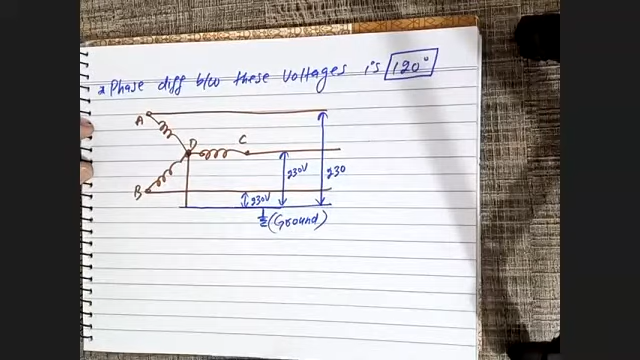 * Phase diff b/w these Voltages is 120°
A
D
C
230V
230
B
230V
(Ground)